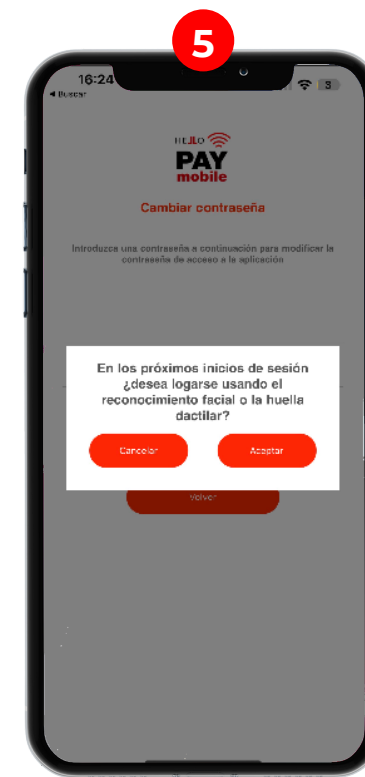 5
16:24
3
◀ Buscar
HELLO
PAY
mobile
Cambiar contraseña
Introduzca una contraseña a continuación para modificar la
contraseña de acceso a la aplicación
En los próximos inicios de sesión
¿desea logarse usando el
reconocimiento facial o la huella
dactilar?
Cancelar
Aceptar
Volver